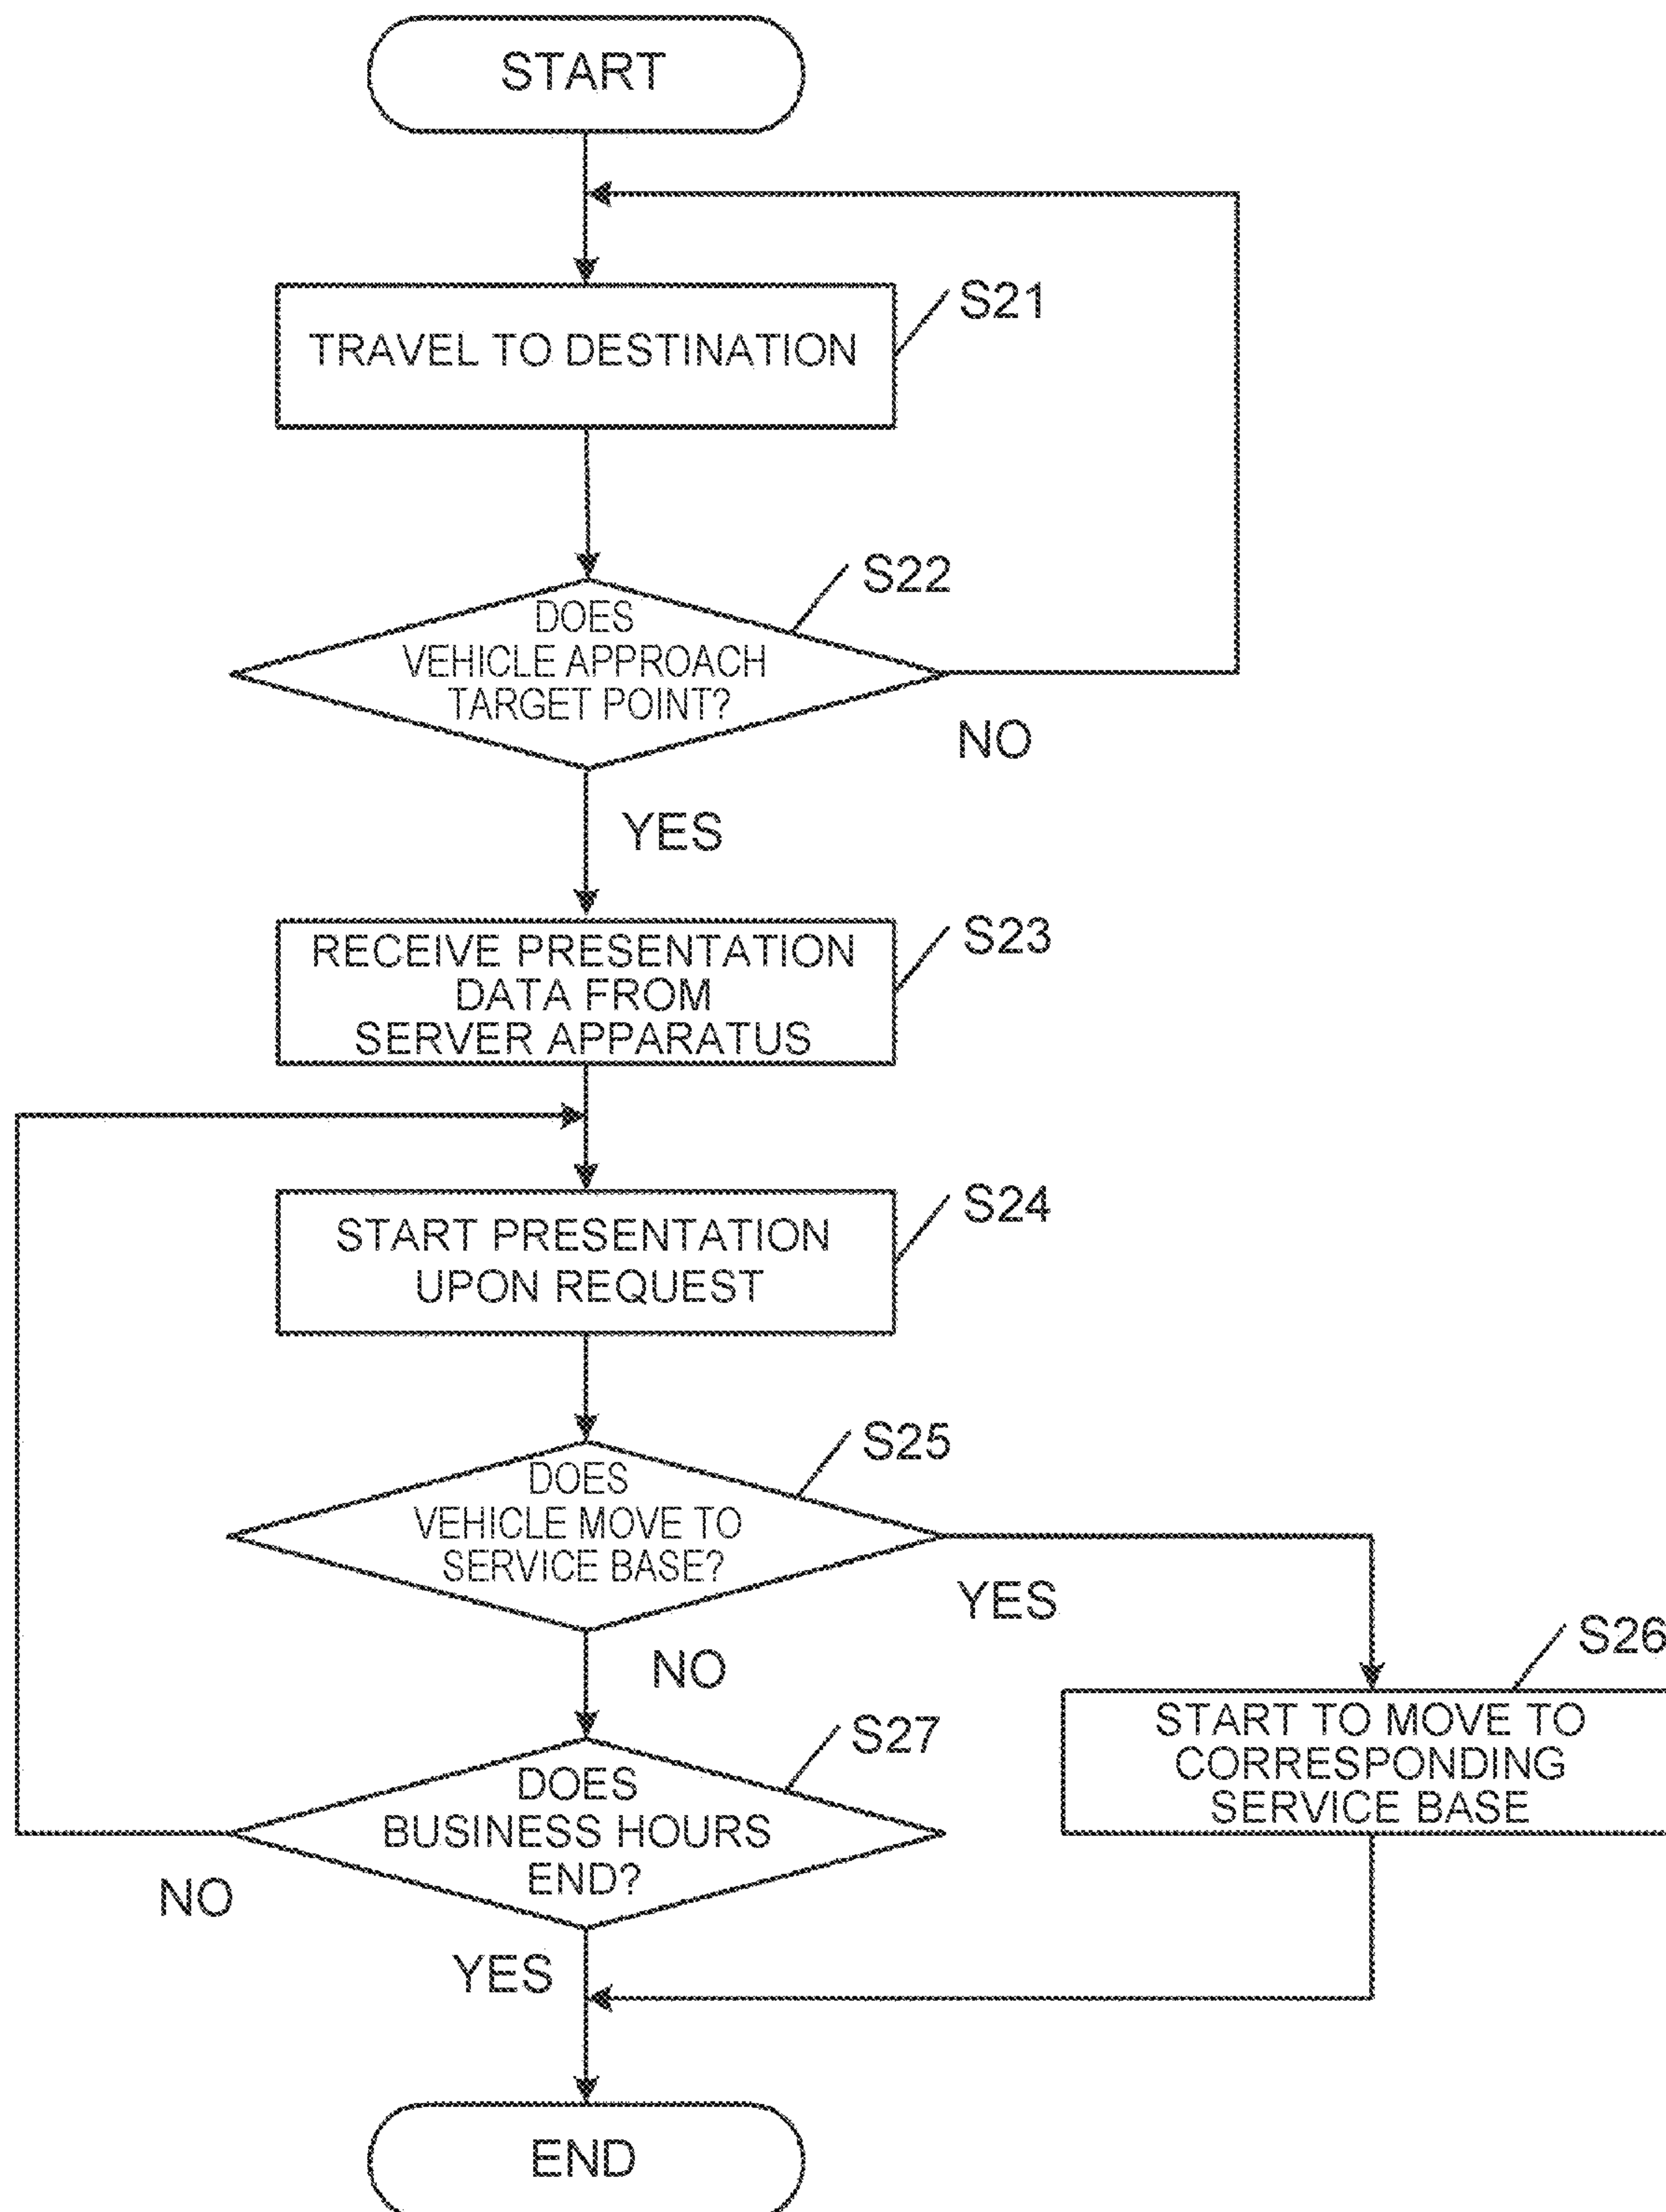 START
TRAVEL TO DESTINATION
S21
S22
DOES
VEHICLE APPROACH
TARGET POINT?
NO
YES
RECEIVE PRESENTATION
DATA FROM
SERVER APPARATUS
S23
START PRESENTATION
UPON REQUEST
S24
S25
DOES
VEHICLE MOVE TO
SERVICE BASE?
YES
NO
S26
START TO MOVE TO
CORRESPONDING
SERVICE BASE
S27
DOES
BUSINESS HOURS
END?
NO
YES
END